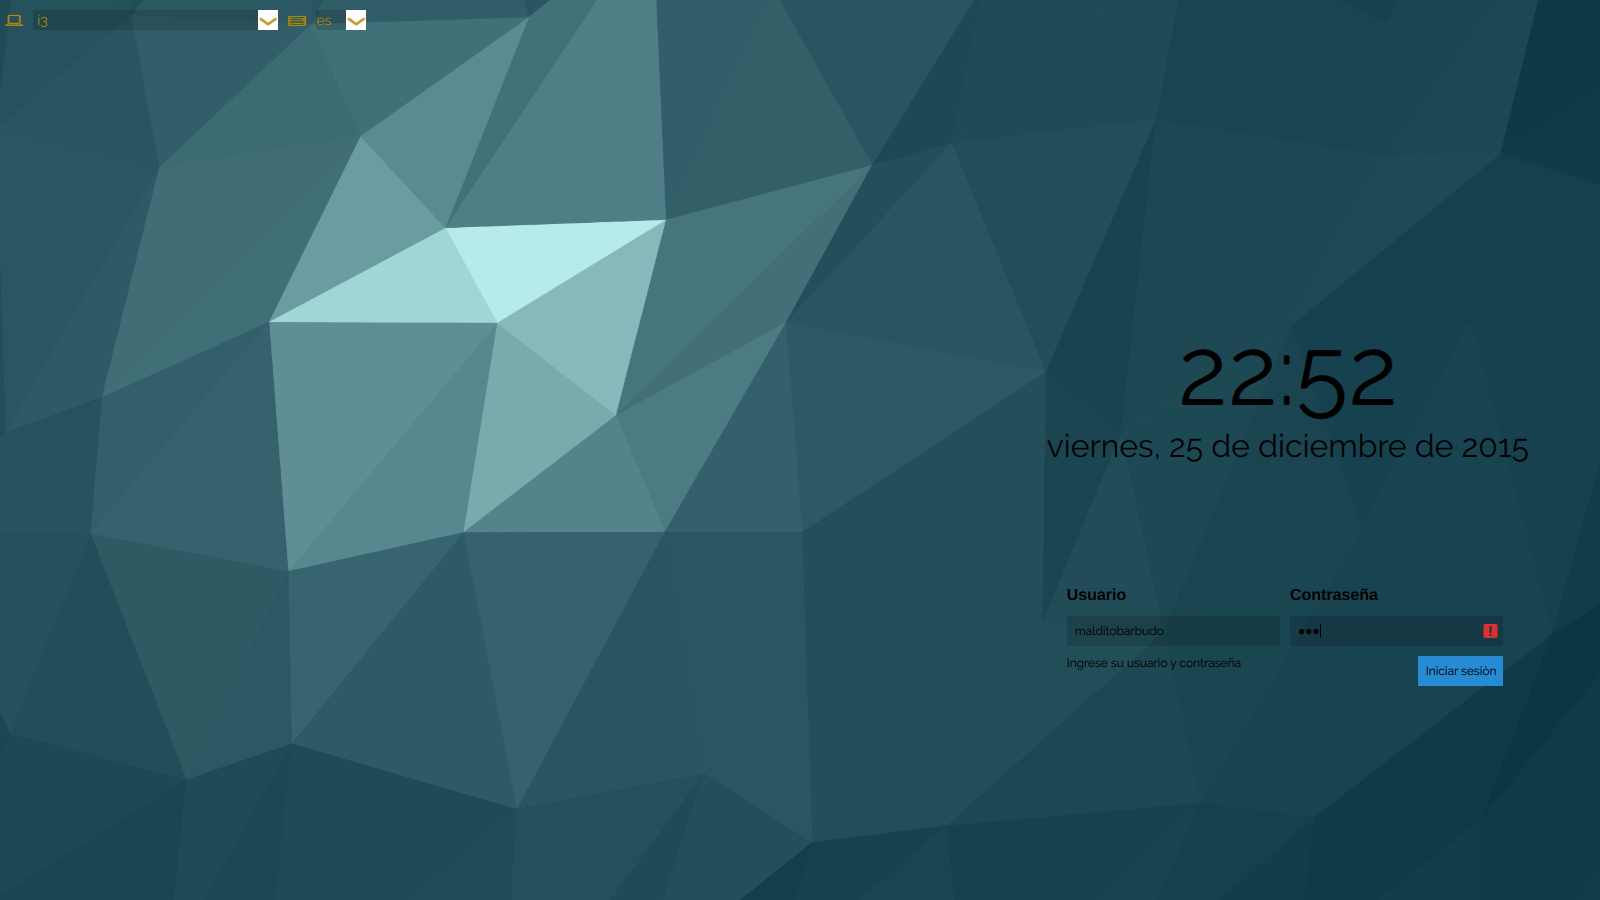 i3 es
22:52
viernes, 25 de diciembre de 2015
Usuario Contraseña
malditobarbudo
Ingrese su usuario y contraseña
Iniciar sesiòn